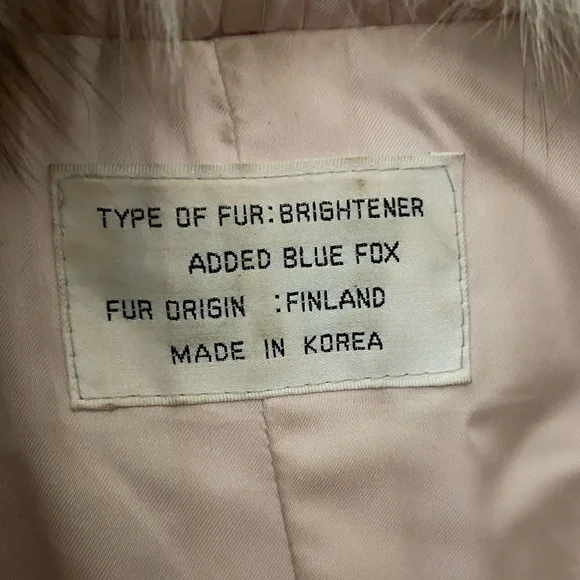 TYPE OF FUR:BRIGHTENER
ADDED BLUE FOX
FUR ORIGIN :FINLAND
MADE IN KOREA